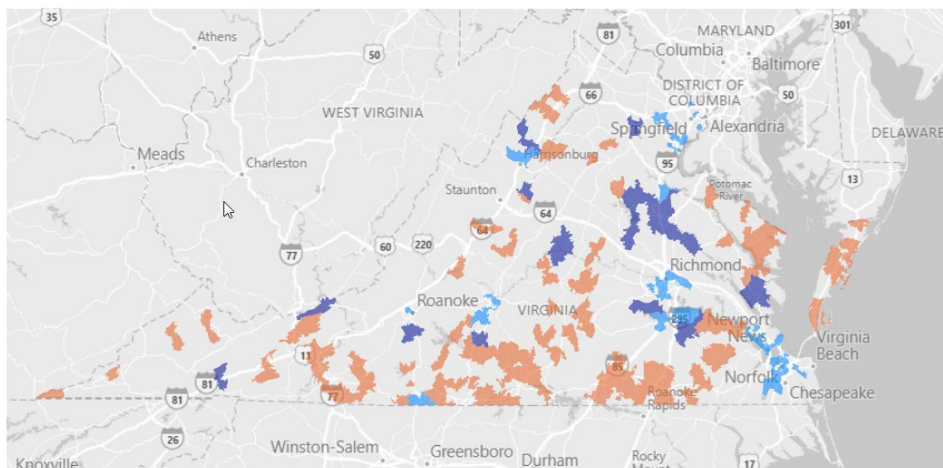 35
Athens
50
81
MARYLAND
301
Columbia
Baltimore
66
DISTRICT OF
COLUMBIA
50
WEST VIRGINIA
Springfield
Alexandria
DELAWARE
Meads
Charleston
Harrisonburg
95
13
Staunton
Potomac
River
64
64
77
60
220
Richmond
Roanoke
VIRGINIA
295
Newport
News
Virginia
Beach
11
81
85
Norfolk
Chesapeake
77
81
Roanoke
Rapids
26
Winston-Salem
Greensboro
Durham
Rocky
Mount
17
Knoxville